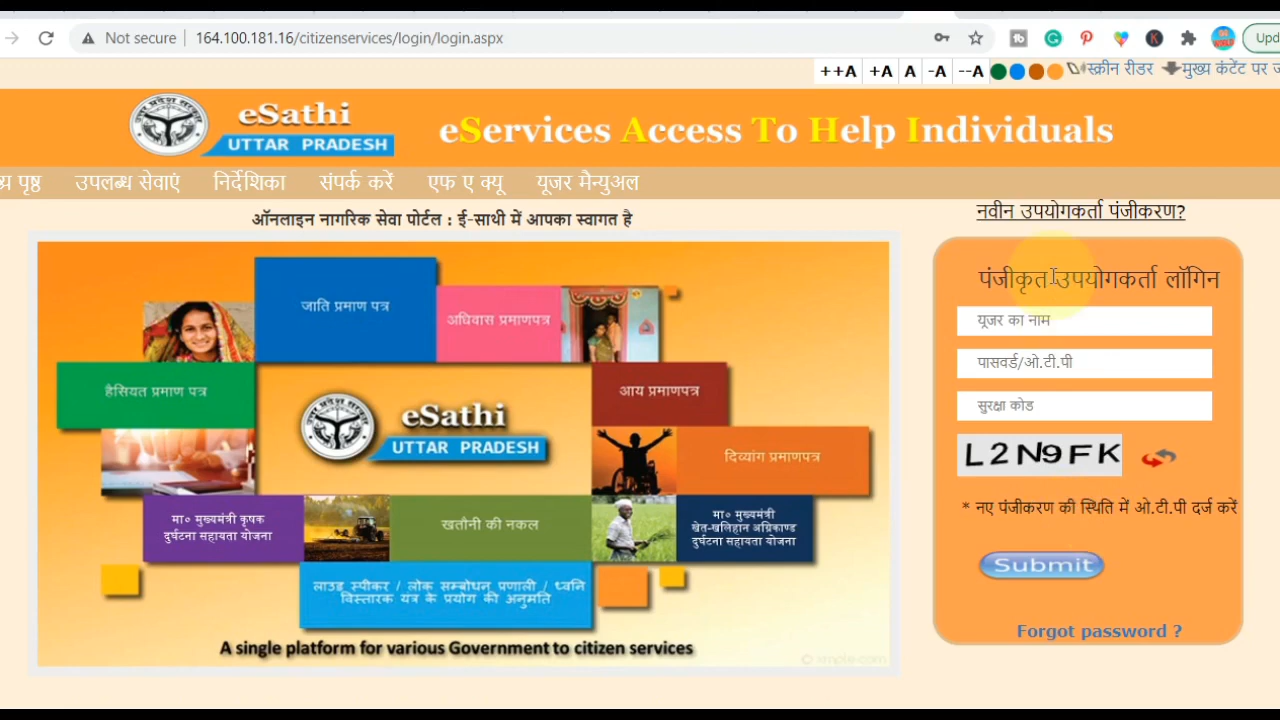 Not secure | 164.100.181.16/citizenservices/login/login.aspx
++A +A A -A --A स्क्रीन रीडर मुख्य कंटेंट पर
eSathi
UTTAR PRADESH
eServices Access To Help Individuals
पृष्ठ उपलब्ध सेवाएं निर्देशिका संपर्क करें एफ ए क्यू यूजर मैन्युअल
ऑनलाइन नागरिक सेवा पोर्टल : ई-साथी में आपका स्वागत है
जाति प्रमाण पत्र
अधिवास प्रमाणपत्र
हैसियत प्रमाण पत्र
आय प्रमाणपत्र
eSathi
UTTAR PRADESH
दिव्यांग प्रमाणपत्र
मा० मुख्यमंत्री कृषक
दुर्घटना सहायता योजना
खतौनी की नकल
मा० मुख्यमंत्री
खेत-खलिहान अग्निकाण्ड
दुर्घटना सहायता योजना
लाउड स्पीकर / लोक सम्बोधन प्रणाली / ध्वनि
विस्तारक यंत्र के प्रयोग की अनुमति
A single platform for various Government to citizen services
नवीन उपयोगकर्ता पंजीकरण?
पंजीकृत उपयोगकर्ता लॉगिन
यूजर का नाम
पासवर्ड/ओ.टी.पी
सुरक्षा कोड
L2N9FK
* नए पंजीकरण की स्थिति में ओ.टी.पी दर्ज करें
Submit
Forgot password ?